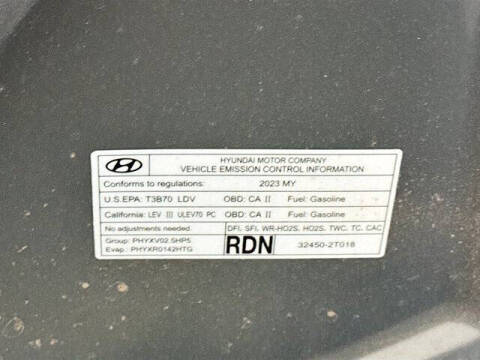 HYUNDAI MOTOR COMPANY
VEHICLE EMISSION CONTROL INFORMATION
Conforms to regulations: 2023 MY
U.S.EPA: T3B70 LDV OBD: CA II Fuel: Gasoline
California: LEV III ULEV70 PC OBD: CA II Fuel: Gasoline
No adjustments needed. DFI, SFI, WR-HO2S, HO2S, TWC, TC, CAC
Group: PHYXV02.5HP5
Evap: PHYXR0142HTG
RDN 32450-2T018